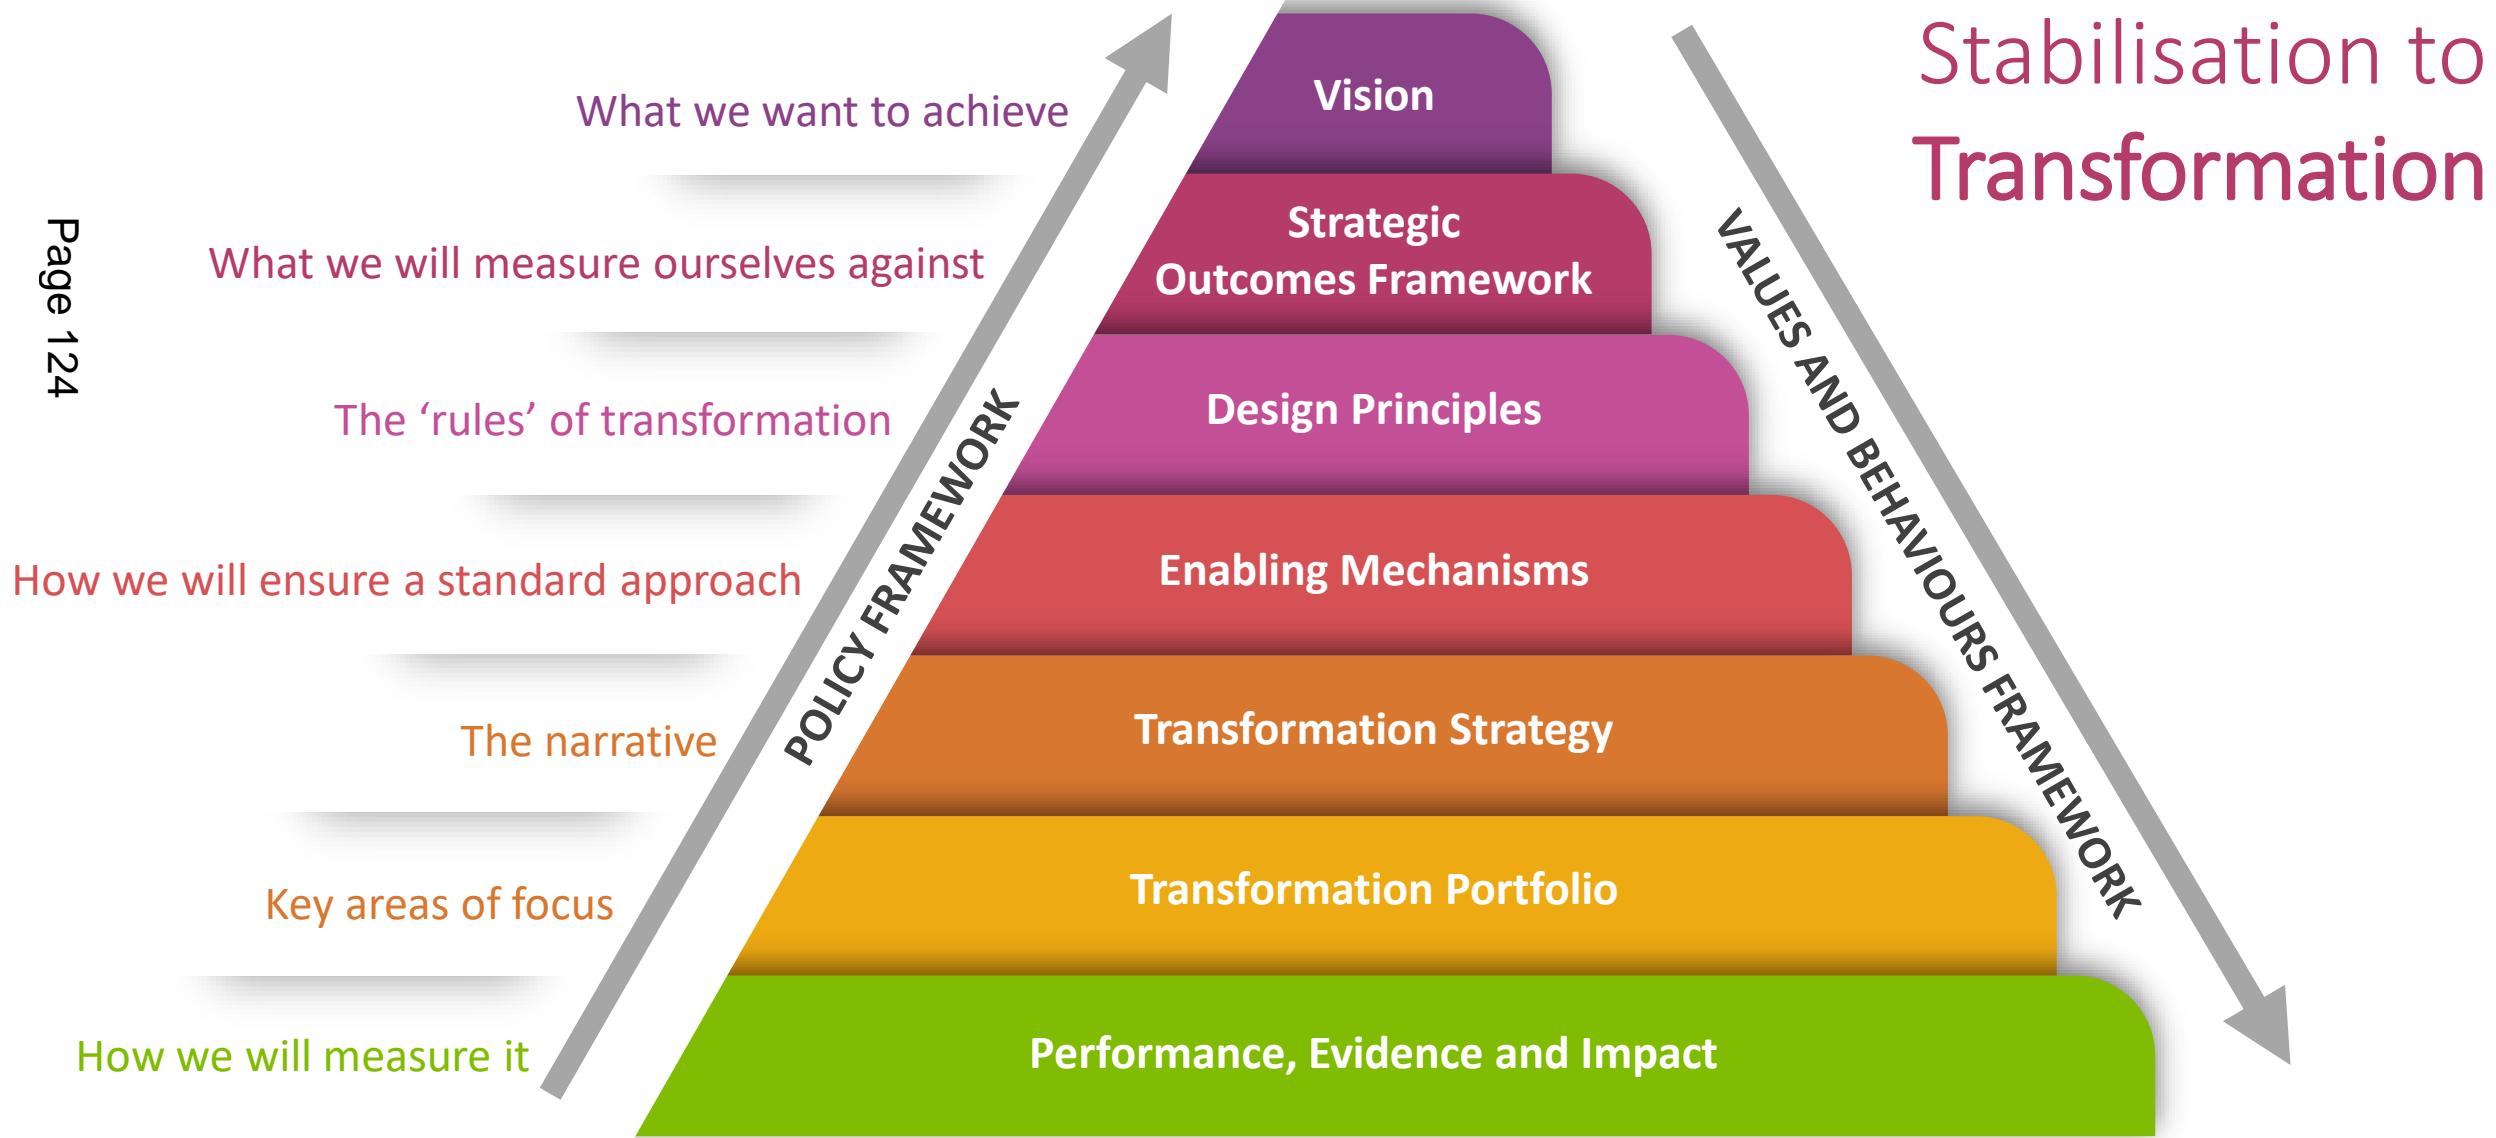 Stabilisation to
Transformation
Page 124
What we want to achieve
Vision
What we will measure ourselves against
Strategic
Outcomes Framework
The ‘rules’ of transformation
Design Principles
How we will ensure a standard approach
Enabling Mechanisms
The narrative
Transformation Strategy
Key areas of focus
Transformation Portfolio
How we will measure it
Performance, Evidence and Impact
POLICY FRAMEWORK
VALUES AND BEHAVIOURS FRAMEWORK